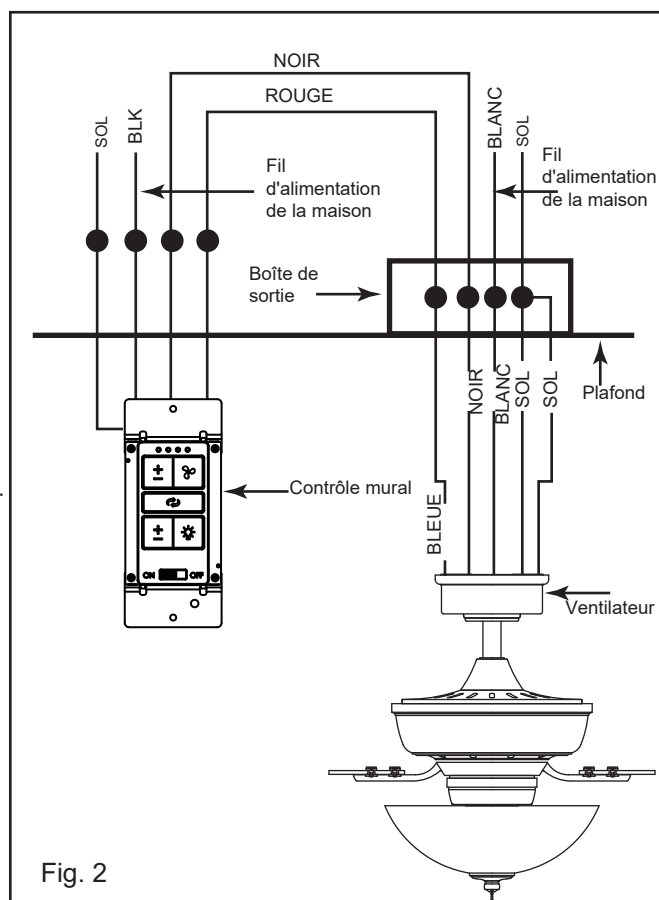 NOIR
ROUGE
SOL
BLK
BLANC
SOL
Fil
d'alimentation
de la maison
Fil
d'alimentation
de la maison
Boîte de
sortie
Plafond
NOIR
BLANC
SOL
SOL
BLEUE
Contrôle mural
ON
OFF
Ventilateur
Fig. 2